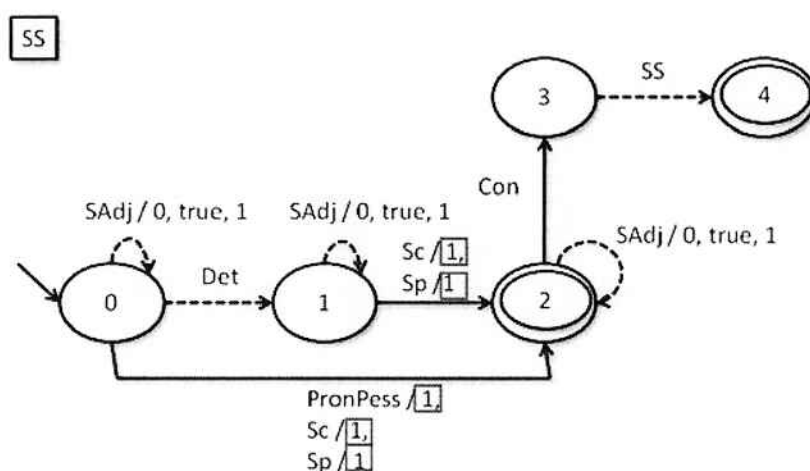 SS
3
SS
4
Con
SAdj / 0, true, 1
SAdj / 0, true, 1
SAdj / 0, true, 1
Sc / 1,
Sp / 1
0
Det
1
2
PronPess / 1,
Sc / 1,
Sp / 1